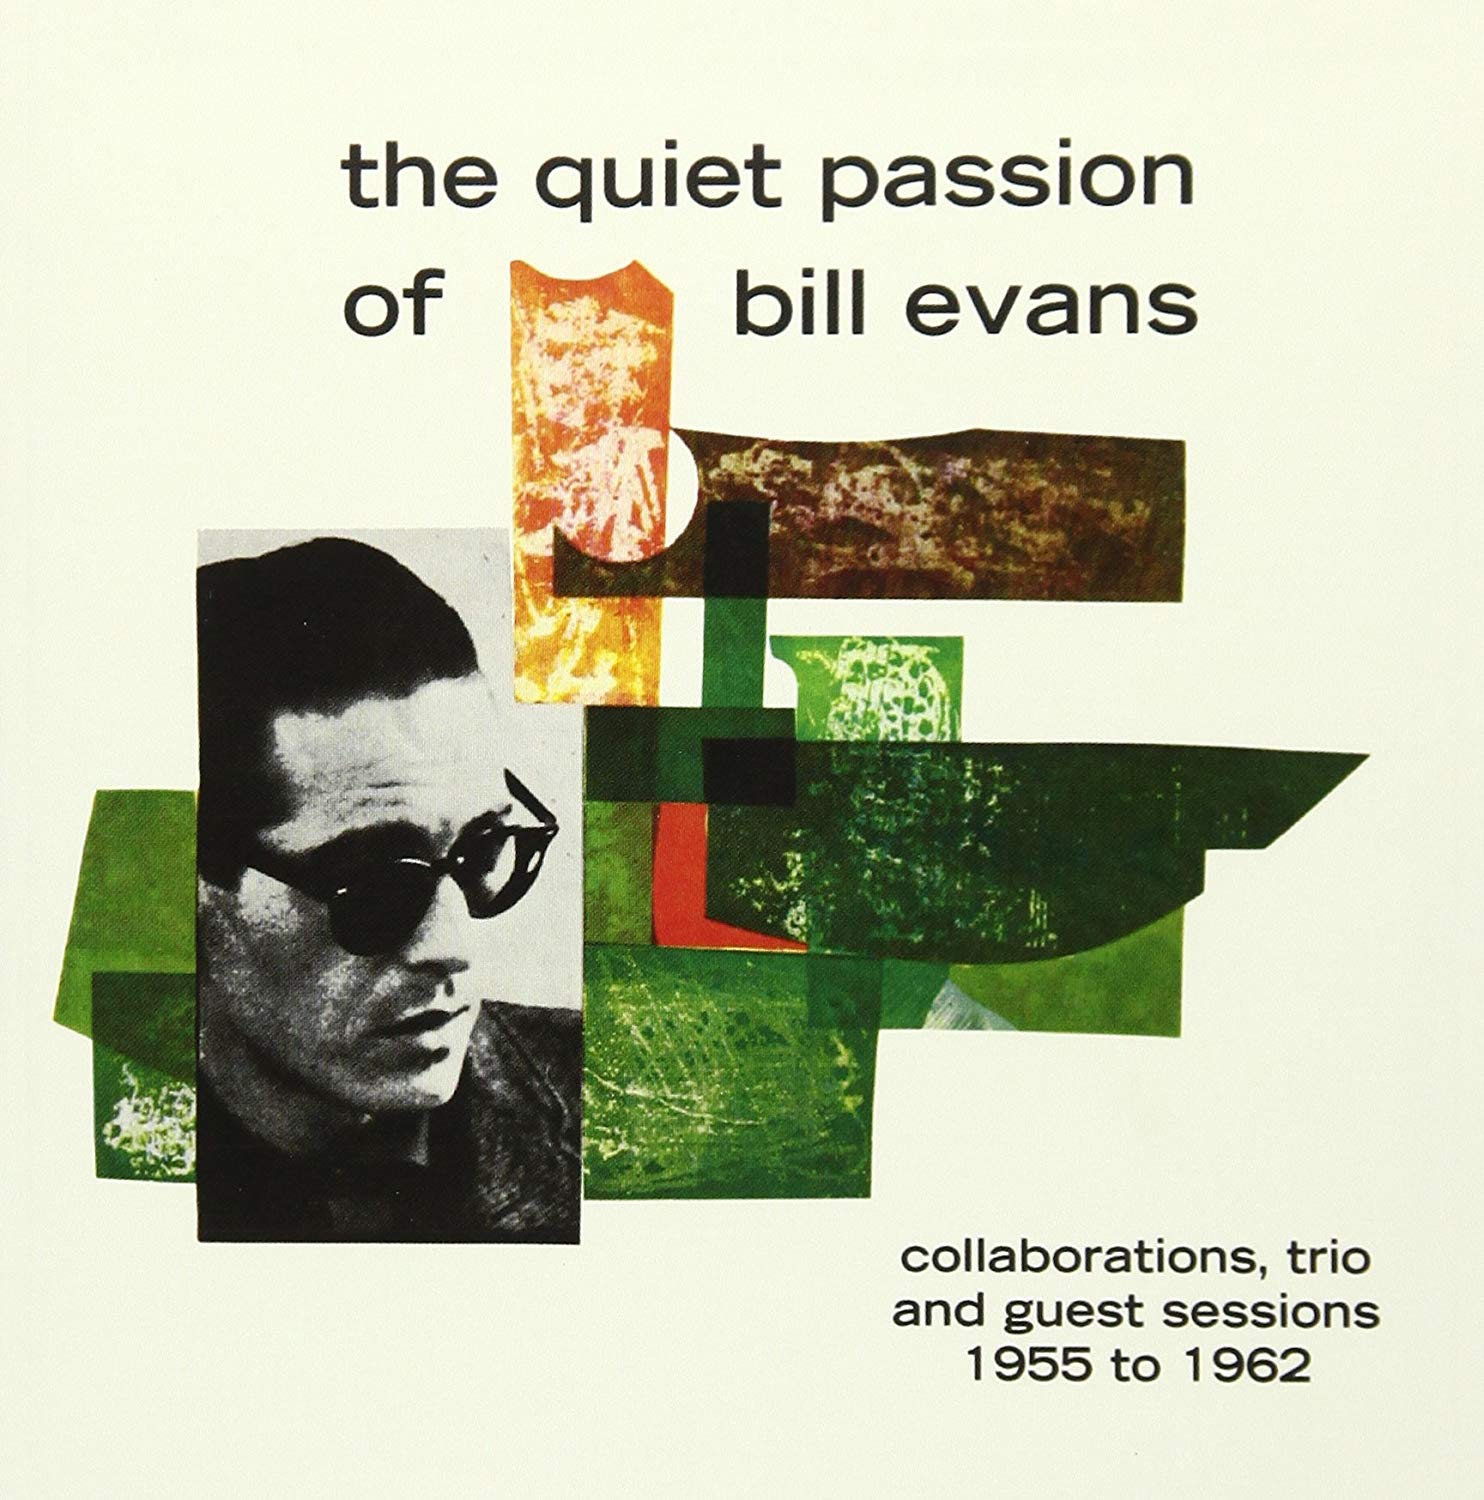 the quiet passion
of bill evans
collaborations, trio
and guest sessions
1955 to 1962